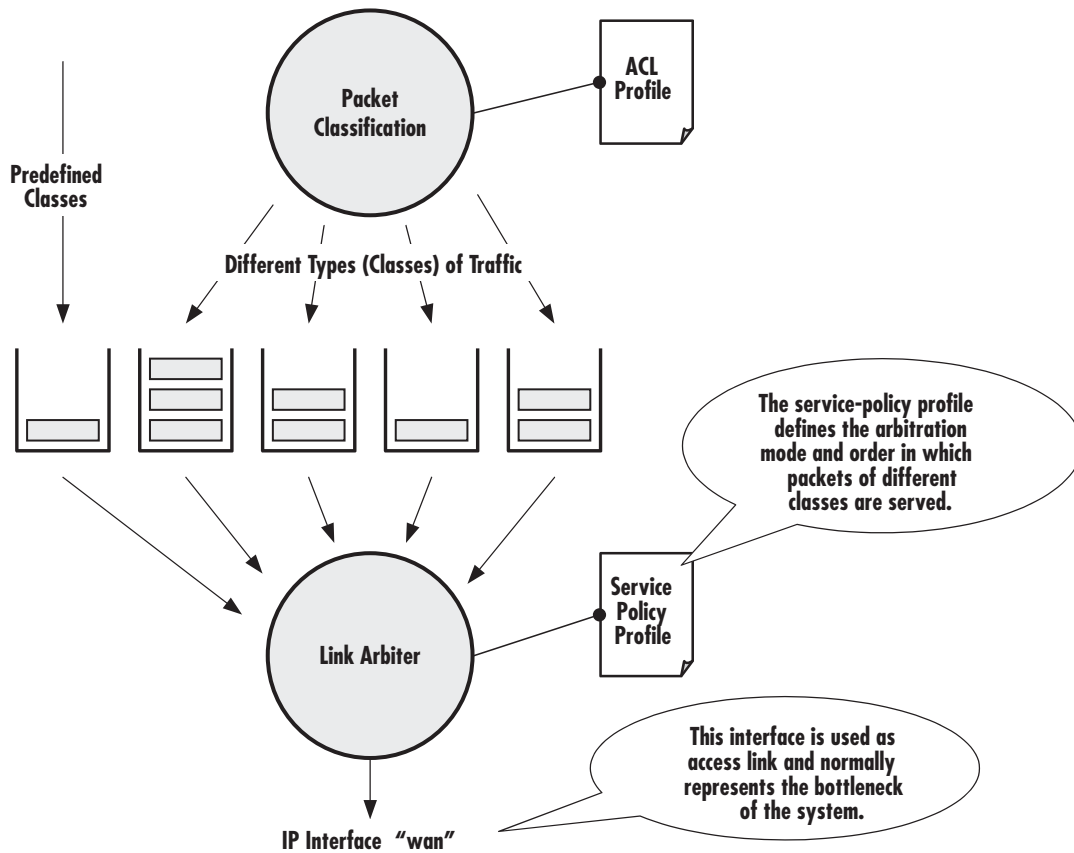 ACL
Profile
Packet
Classification
Predefined
Classes
Different Types (Classes) of Traffic
The service-policy profile
defines the arbitration
mode and order in which
packets of different
classes are served.
Service
Policy
Profile
Link Arbiter
This interface is used as
access link and normally
represents the bottleneck
of the system.
IP Interface “wan”